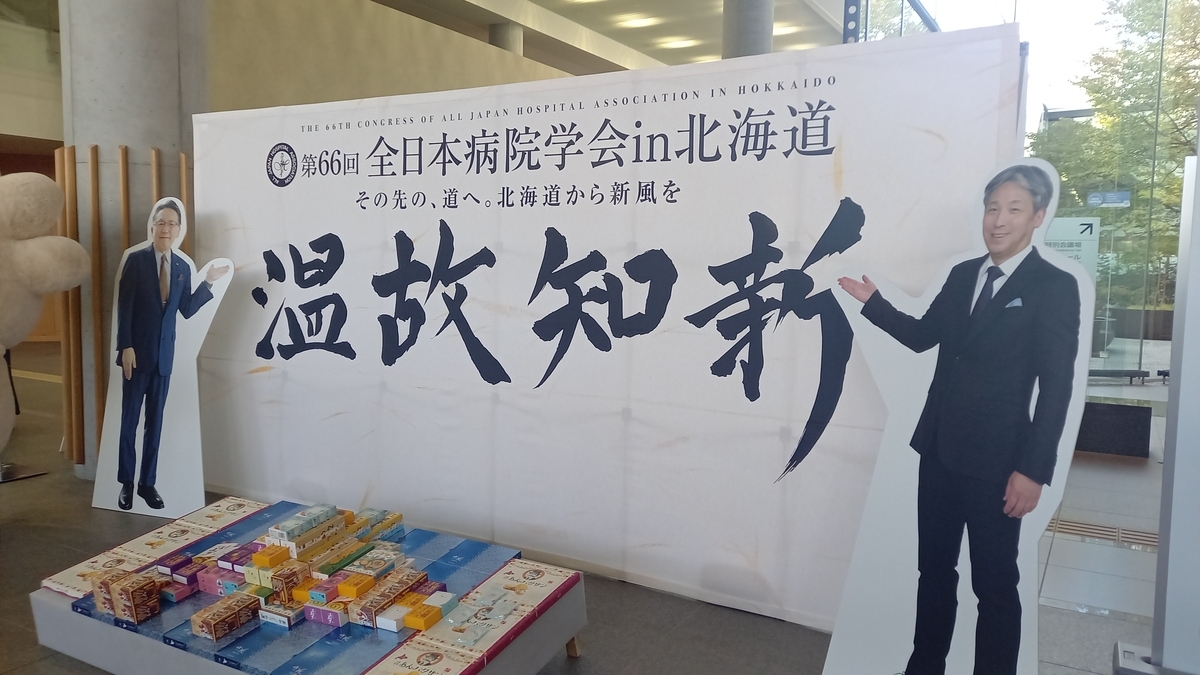 THE 66TH CONGRESS OF ALL JAPAN HOSPITAL ASSOCIATION IN HOKKAIDO
第66回 全日本病院学会in北海道
その先の、道へ。北海道から新風を
温故知新